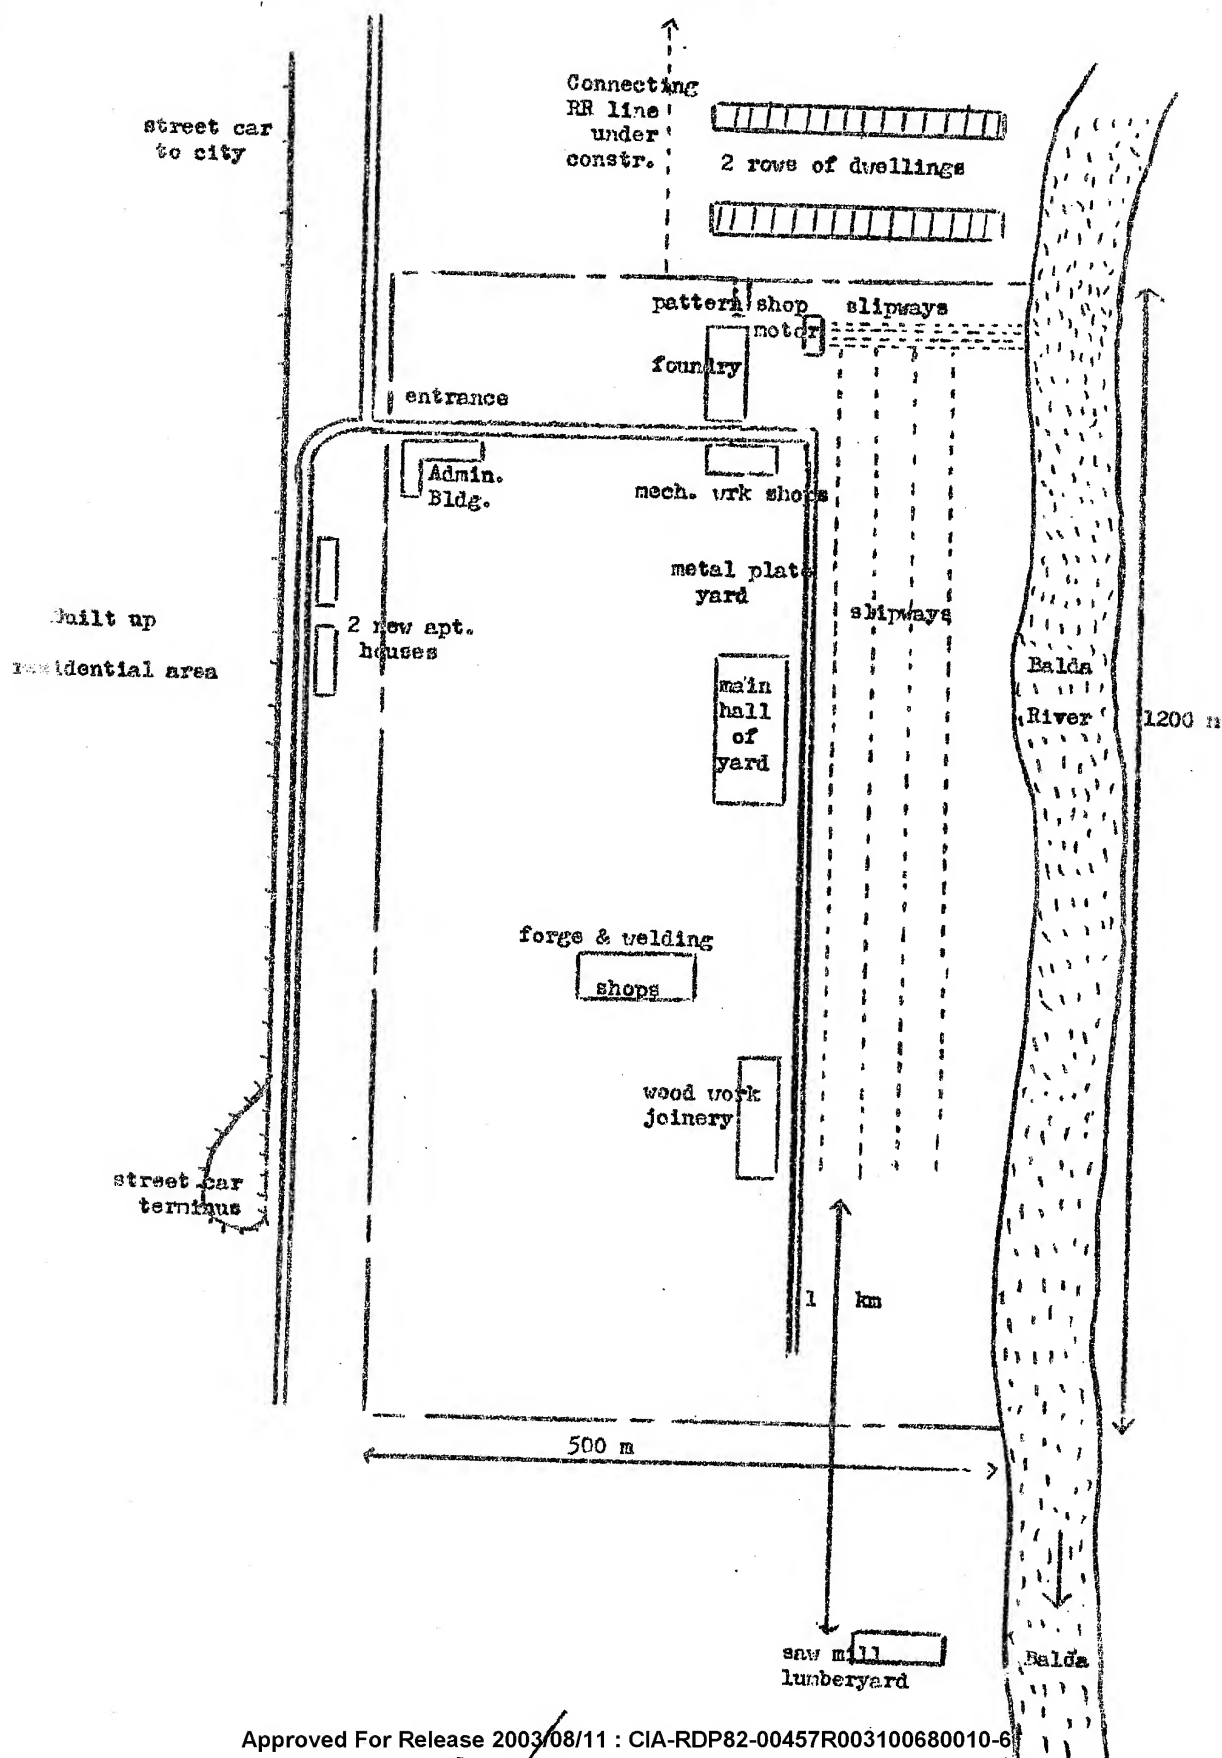 Connecting
RR line
under
constr.
street car
to city
2 rows of dwellings
pattern shop
slipways
motor
foundry
entrance
Admin.
Bldg.
mech. wrk shops
metal plate
yard
slipways
Built up
residential area
2 new apt.
houses
main
hall
of
yard
Balda
River
1200 m
forge & welding
shops
wood work
joinery
street car
terminus
1 km
500 m
saw mill
lumberyard
Balda
Approved For Release 2003/08/11 : CIA-RDP82-00457R003100680010-6